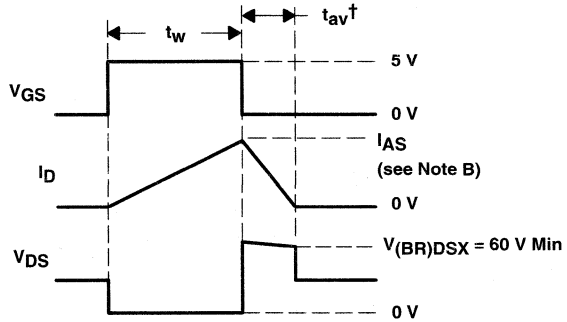 t_w
t_av†
5 V
V_GS
0 V
I_AS
(see Note B)
I_D
0 V
V_(BR)DSX = 60 V Min
V_DS
0 V